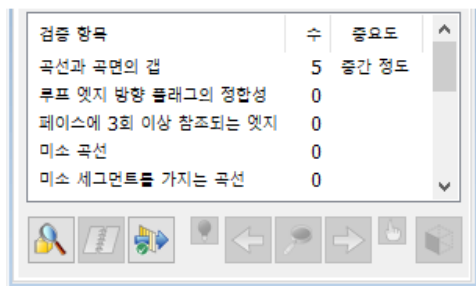 검증 항목 수 중요도
곡선과 곡면의 갭 5 중간 정도
루프 엣지 방향 플래그의 정합성 0
페이스에 3회 이상 참조되는 엣지 0
미소 곡선 0
미소 세그먼트를 가지는 곡선 0